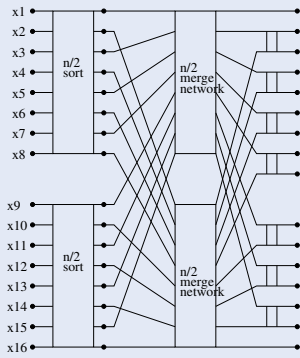 x1
x2
x3
x4
x5
x6
x7
x8
x9
x10
x11
x12
x13
x14
x15
x16
n/2
sort
n/2
sort
n/2
merge
network
n/2
merge
network